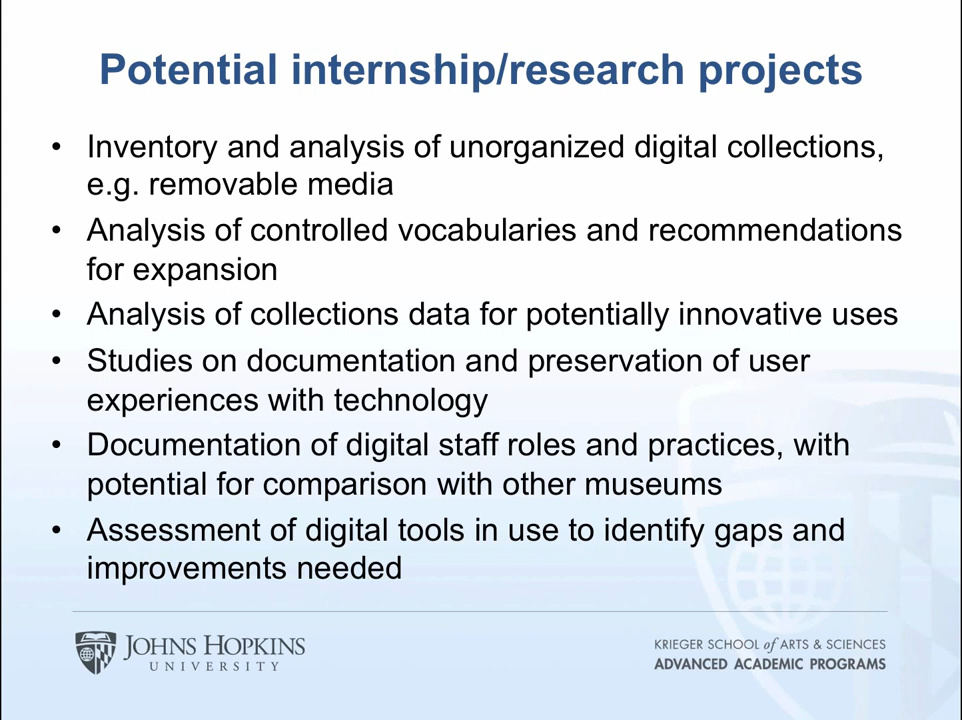 Potential internship/research projects
• Inventory and analysis of unorganized digital collections,
e.g. removable media
• Analysis of controlled vocabularies and recommendations
for expansion
• Analysis of collections data for potentially innovative uses
• Studies on documentation and preservation of user
experiences with technology
• Documentation of digital staff roles and practices, with
potential for comparison with other museums
• Assessment of digital tools in use to identify gaps and
improvements needed
JOHNS HOPKINS
UNIVERSITY
KRIEGER SCHOOL of ARTS & SCIENCES
ADVANCED ACADEMIC PROGRAMS